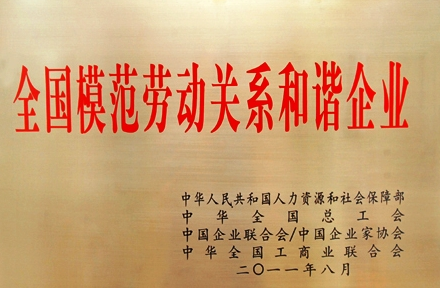 全国模范劳动关系和谐企业
中华人民共和国人力资源和社会保障部
中华全国总工会
中国企业联合会/中国企业家协会
中华全国工商业联合会
二〇一一年八月